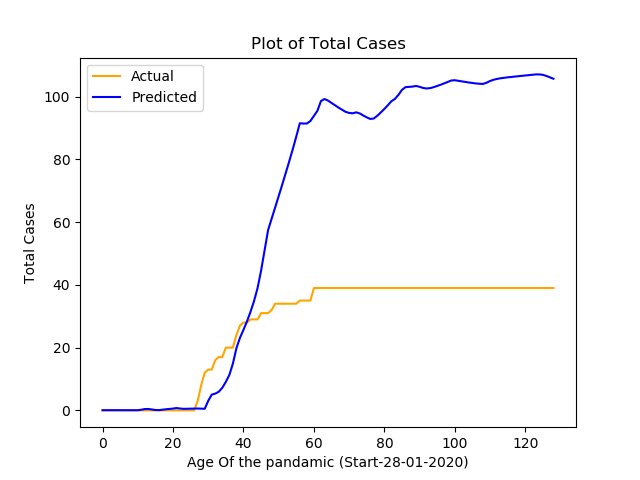 Plot of Total Cases
Actual
Predicted
100
80
60
40
20
0
Total Cases
0 20 40 60 80 100 120
Age Of the pandamic (Start-28-01-2020)